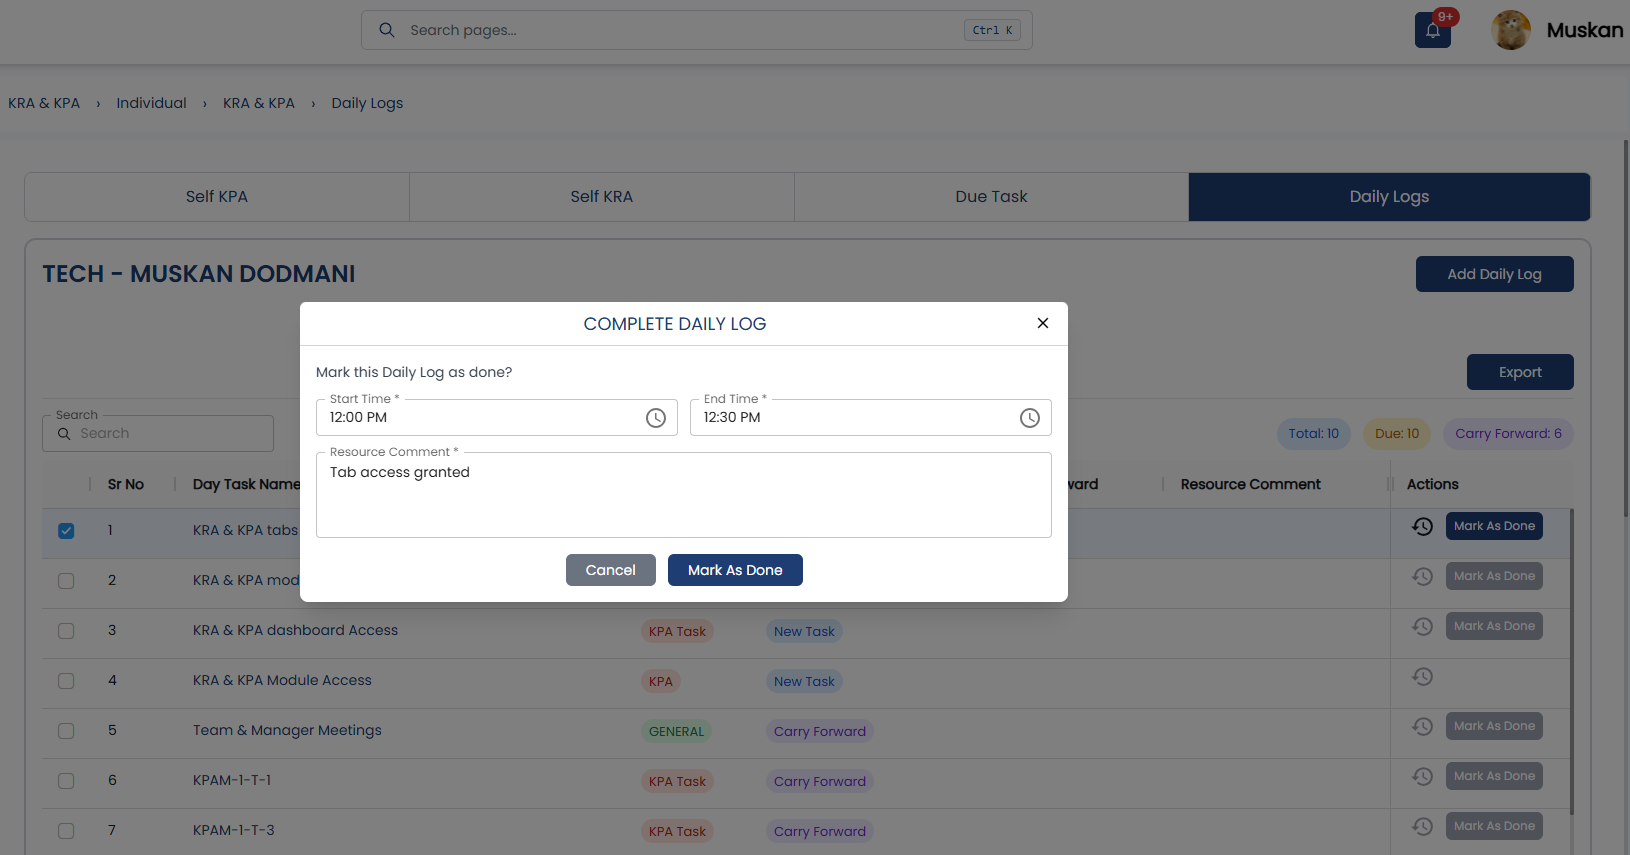 Search pages...
Ctrl K
9+
Muskan
KRA & KPA › Individual › KRA & KPA › Daily Logs
Self KPA
Self KRA
Due Task
Daily Logs
TECH - MUSKAN DODMANI
Add Daily Log
COMPLETE DAILY LOG
Mark this Daily Log as done?
Start Time *
12:00 PM
End Time *
12:30 PM
Resource Comment *
Tab access granted
Cancel
Mark As Done
Export
Search
Search
Total: 10
Due: 10
Carry Forward: 6
Sr No
Day Task Name
ward
Resource Comment
Actions
1 KRA & KPA tabs Mark As Done
2 KRA & KPA mod Mark As Done
3 KRA & KPA dashboard Access KPA Task New Task Mark As Done
4 KRA & KPA Module Access KPA New Task
5 Team & Manager Meetings GENERAL Carry Forward Mark As Done
6 KPAM-1-T-1 KPA Task Carry Forward Mark As Done
7 KPAM-1-T-3 KPA Task Carry Forward Mark As Done